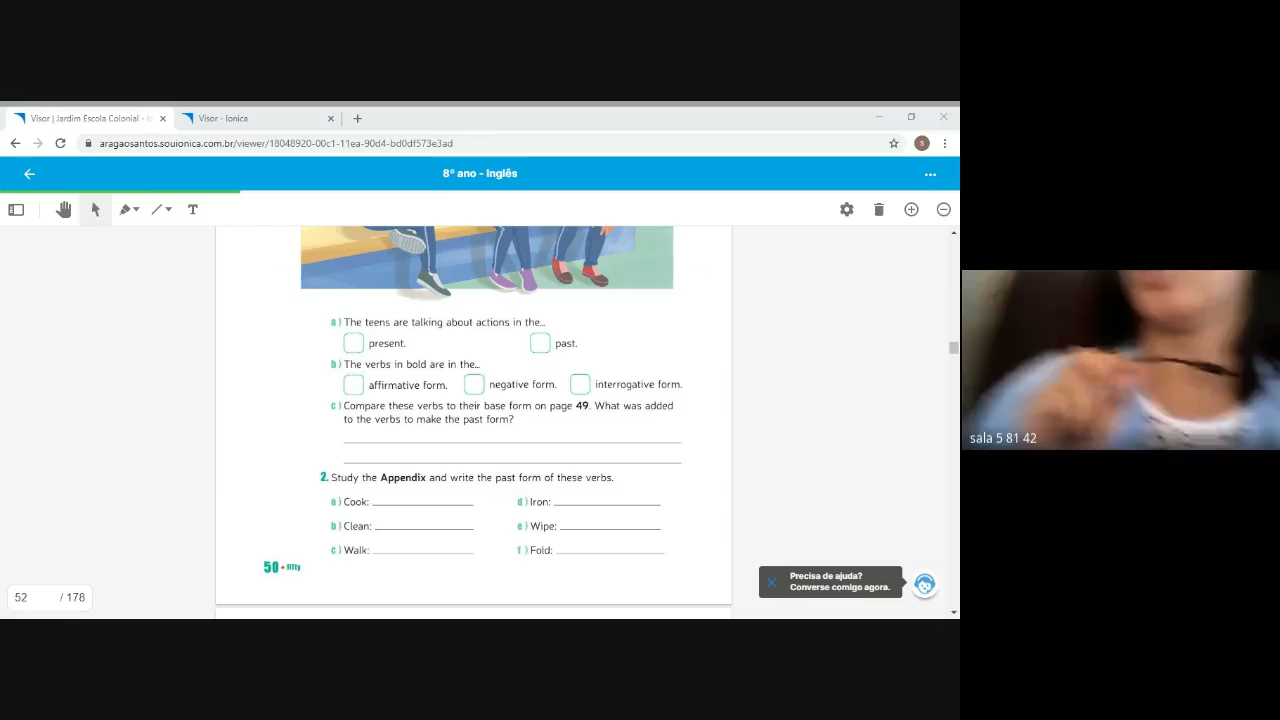 Visor | Jardim Escola Colonial - Io
Visor - Ionica
aragaosantos.souionica.com.br/viewer/18048920-00c1-11ea-90d4-bd0df573e3ad
S
8º ano - Inglês
T
a) The teens are talking about actions in the...
present. past.
b) The verbs in bold are in the...
affirmative form. negative form. interrogative form.
c) Compare these verbs to their base form on page 49. What was added
to the verbs to make the past form?
2. Study the Appendix and write the past form of these verbs.
a) Cook: d) Iron:
b) Clean: e) Wipe:
c) Walk: f) Fold:
50 • fifty
52 / 178
Precisa de ajuda?
Converse comigo agora.
sala 5 81 42